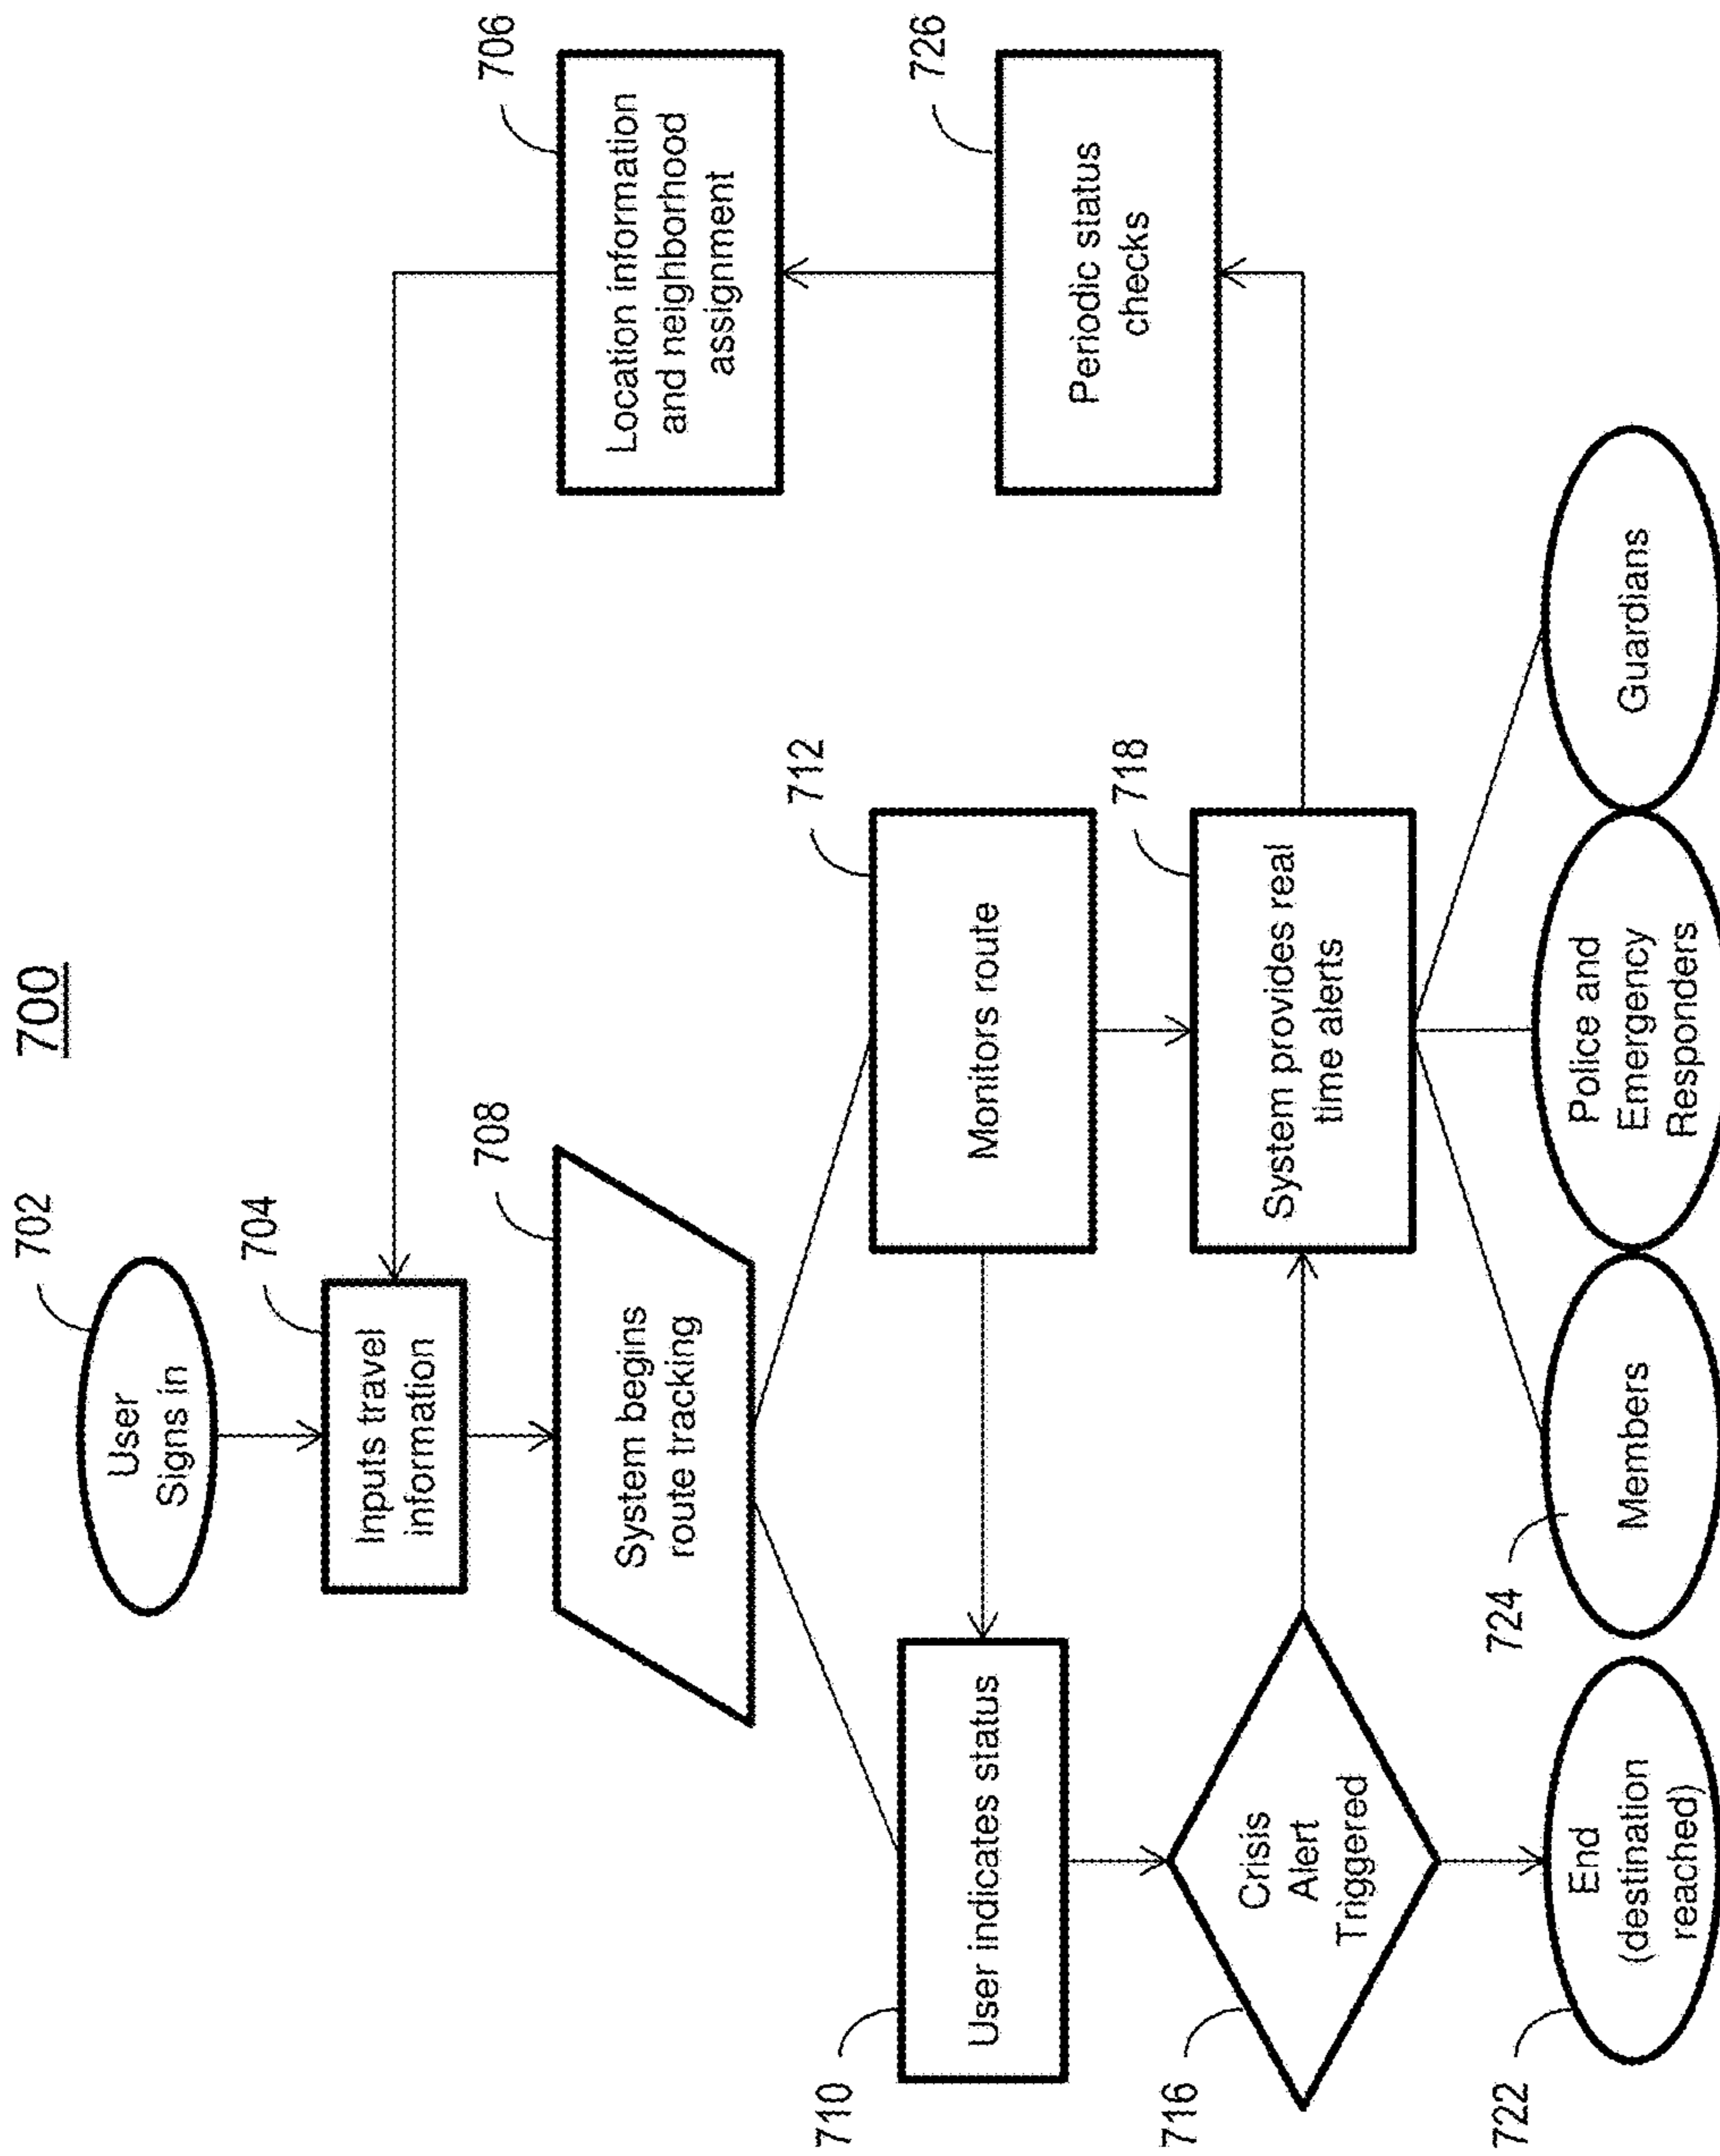 700
702
User
Signs in
704
Inputs travel
information
706
Location information
and neighborhood
assignment
708
System begins
route tracking
710
User indicates status
712
Monitors route
726
Periodic status
checks
716
Crisis
Alert
Triggered
718
System provides real
time alerts
722
End
(destination
reached)
724
Members
Police and
Emergency
Responders
Guardians